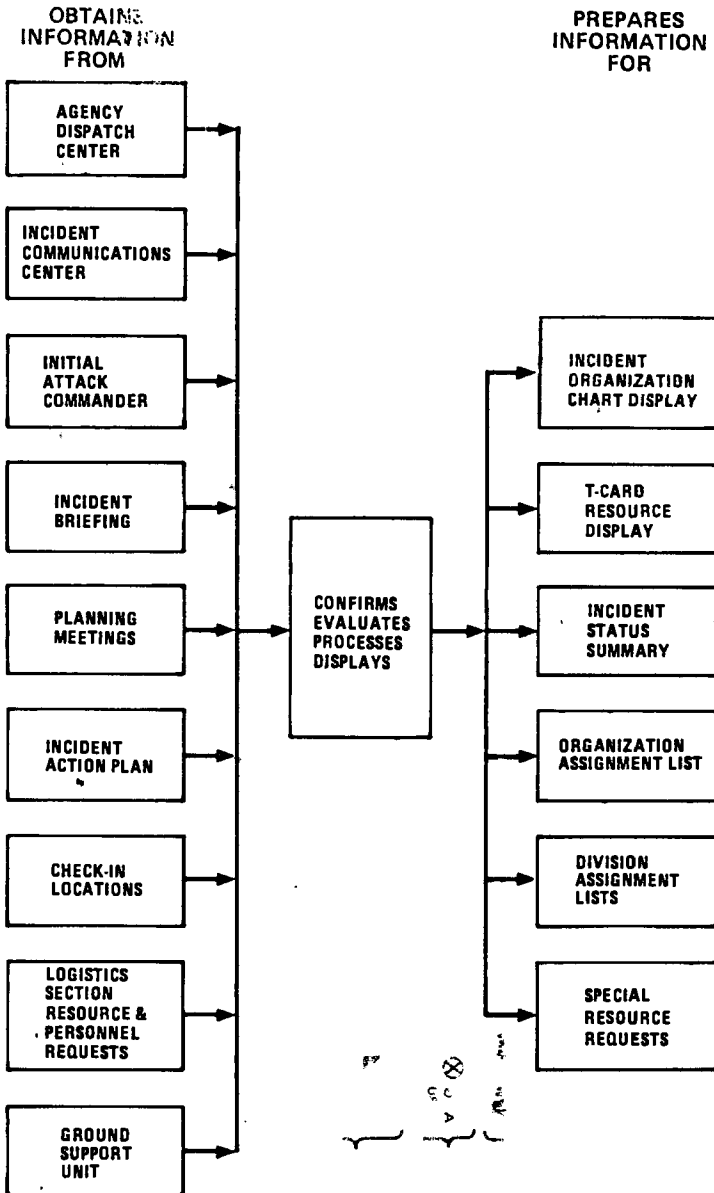 OBTAINS
INFORMATION
FROM
AGENCY
DISPATCH
CENTER
INCIDENT
COMMUNICATIONS
CENTER
INITIAL
ATTACK
COMMANDER
INCIDENT
BRIEFING
PLANNING
MEETINGS
INCIDENT
ACTION PLAN
CHECK-IN
LOCATIONS
LOGISTICS
SECTION
RESOURCE &
PERSONNEL
REQUESTS
GROUND
SUPPORT
UNIT
CONFIRMS
EVALUATES
PROCESSES
DISPLAYS
PREPARES
INFORMATION
FOR
INCIDENT
ORGANIZATION
CHART DISPLAY
T-CARD
RESOURCE
DISPLAY
INCIDENT
STATUS
SUMMARY
ORGANIZATION
ASSIGNMENT LIST
DIVISION
ASSIGNMENT
LISTS
SPECIAL
RESOURCE
REQUESTS